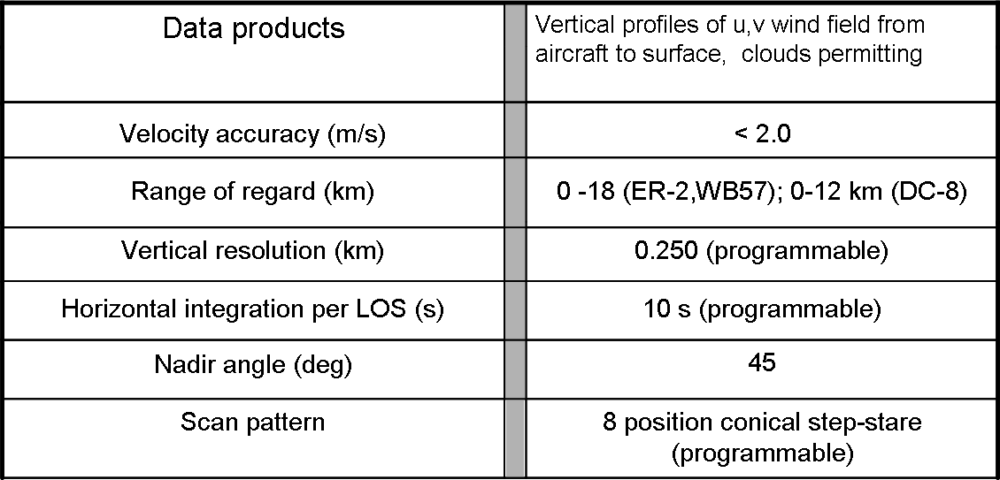 Data products
Vertical profiles of u,v wind field from
aircraft to surface, clouds permitting
Velocity accuracy (m/s)
< 2.0
Range of regard (km)
0 -18 (ER-2,WB57); 0-12 km (DC-8)
Vertical resolution (km)
0.250 (programmable)
Horizontal integration per LOS (s)
10 s (programmable)
Nadir angle (deg)
45
Scan pattern
8 position conical step-stare
(programmable)